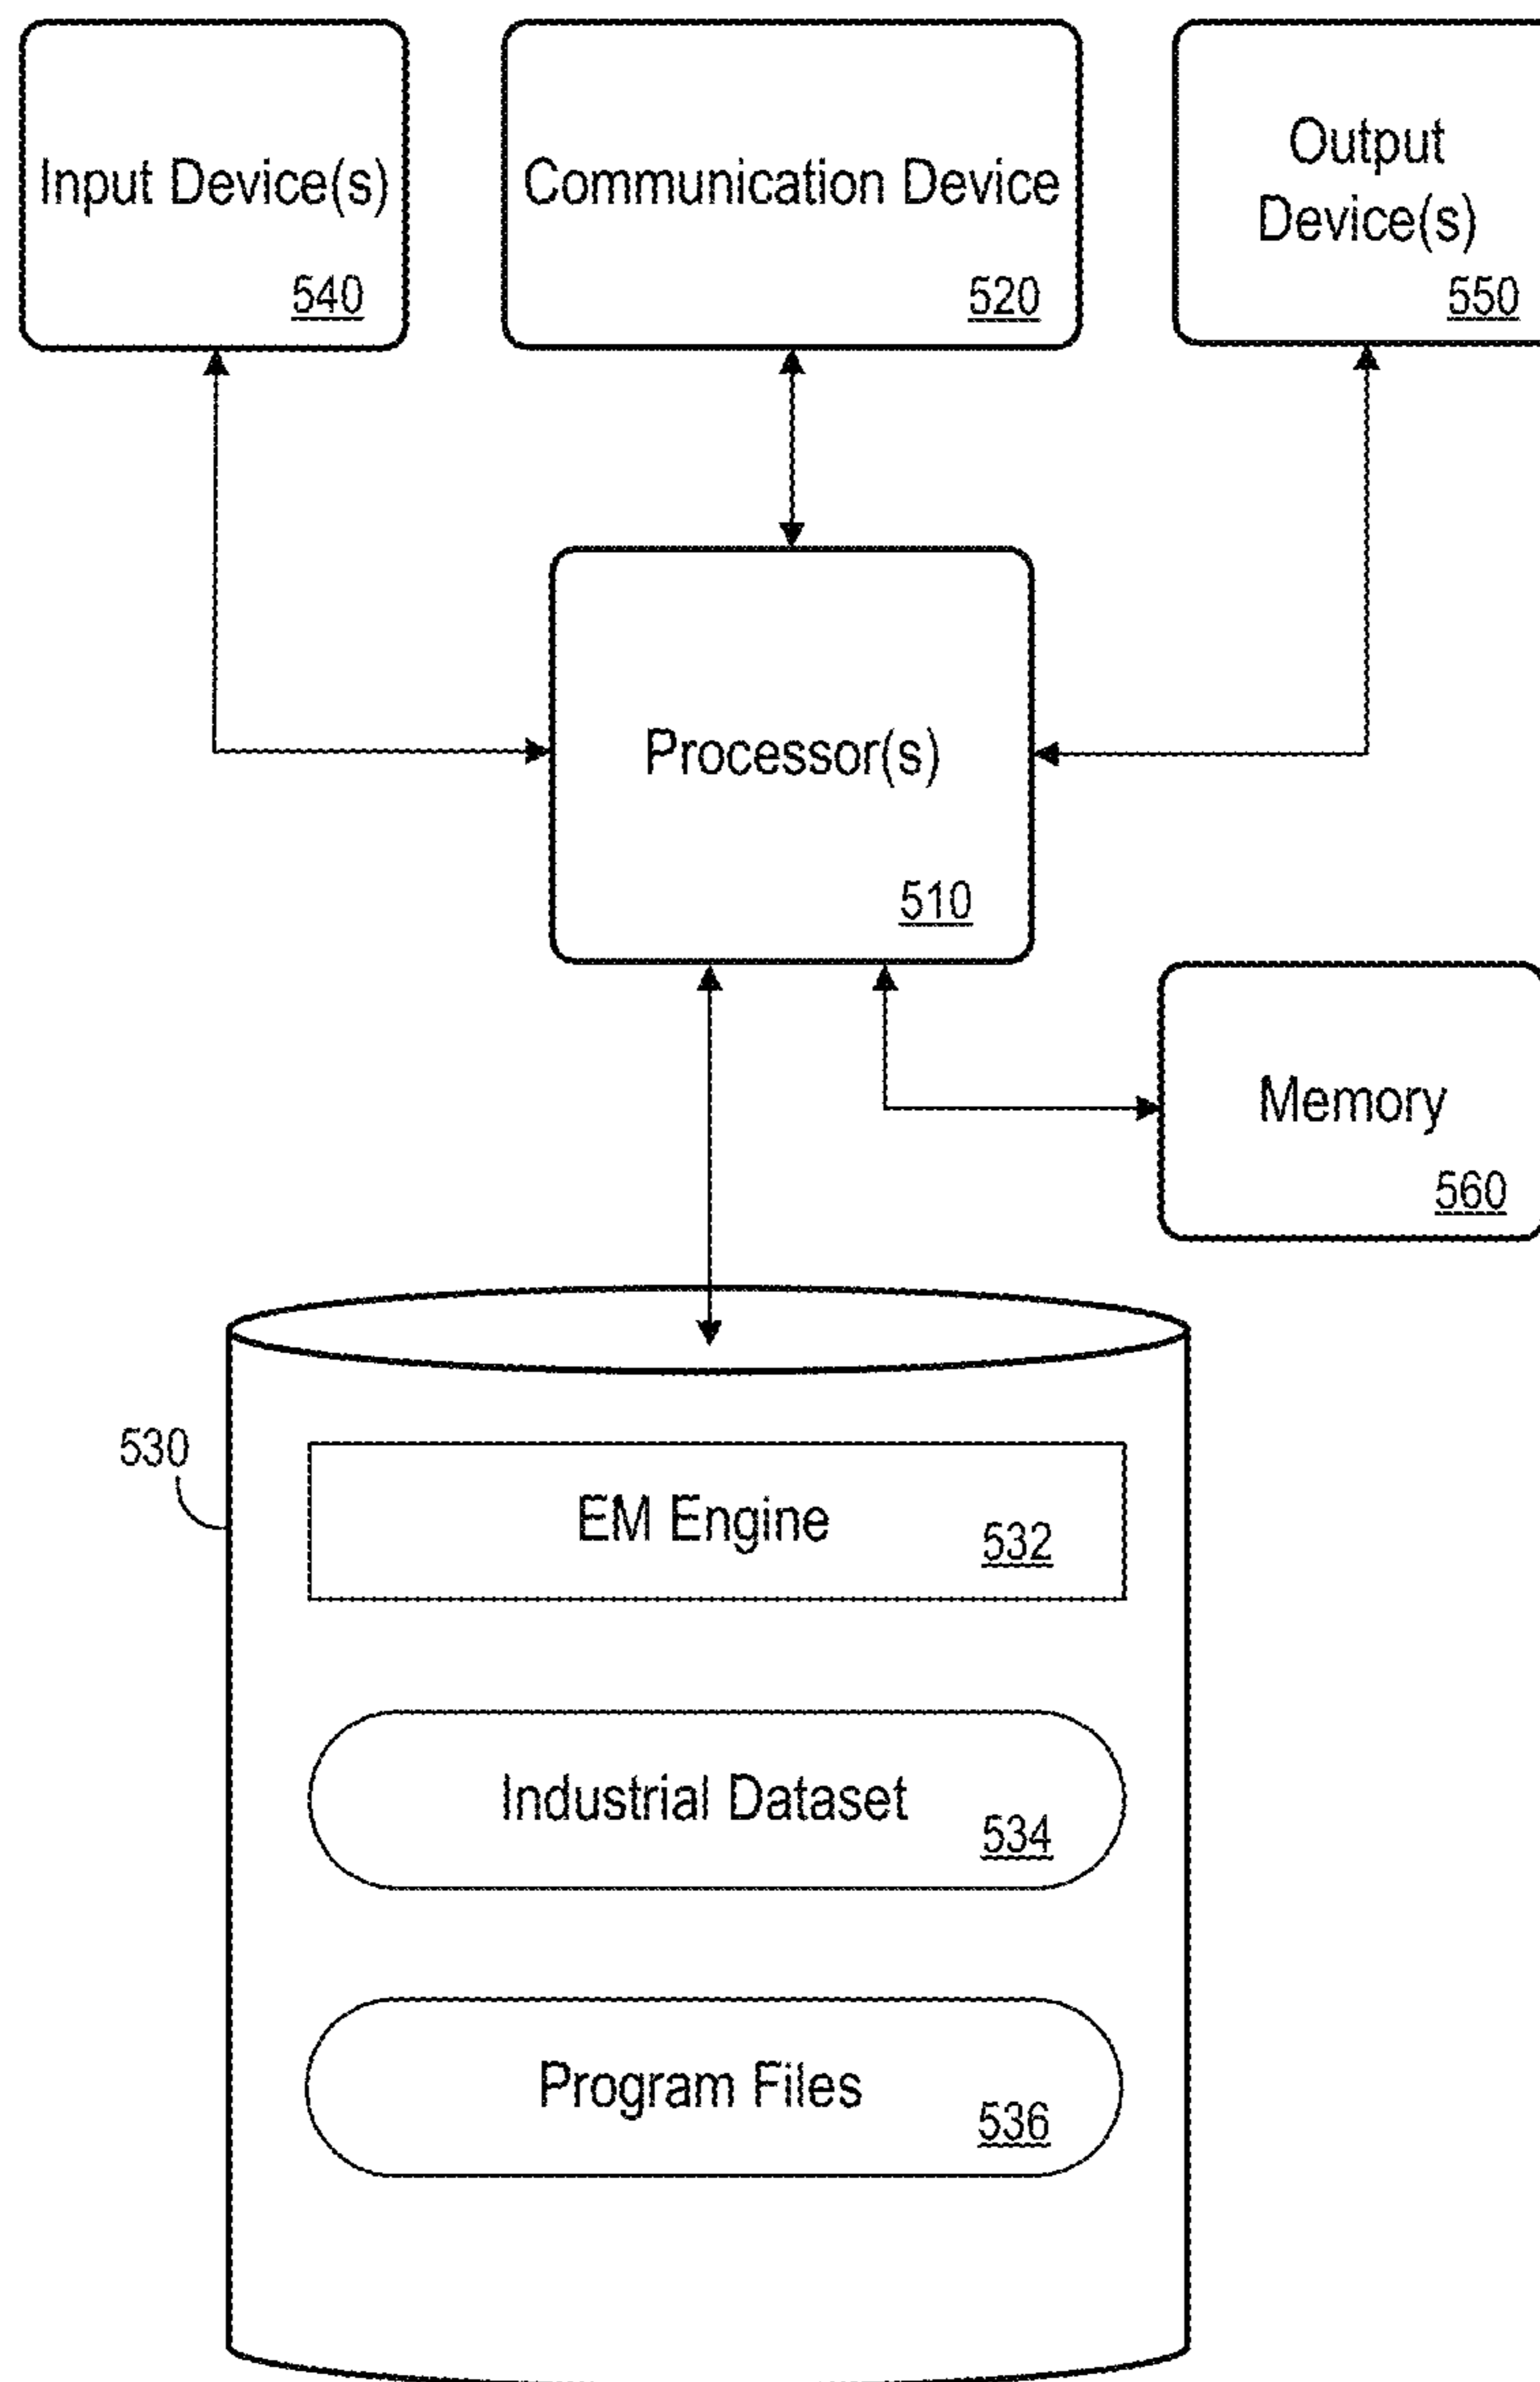 Input Device(s)
540
Communication Device
520
Output
Device(s)
550
Processor(s)
510
Memory
560
530
EM Engine
532
Industrial Dataset
534
Program Files
536